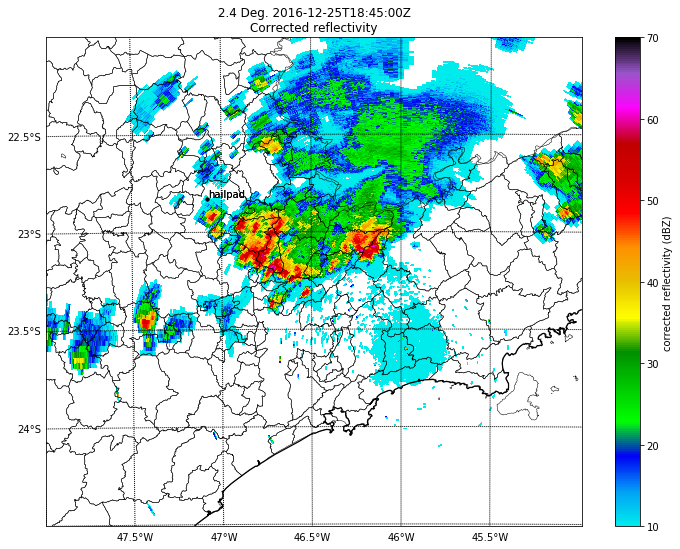 2.4 Deg. 2016-12-25T18:45:00Z
Corrected reflectivity
70
60
50
40
30
20
10
corrected reflectivity (dBZ)
22.5°S
23°S
23.5°S
24°S
hailpad
47.5°W
47°W
46.5°W
46°W
45.5°W